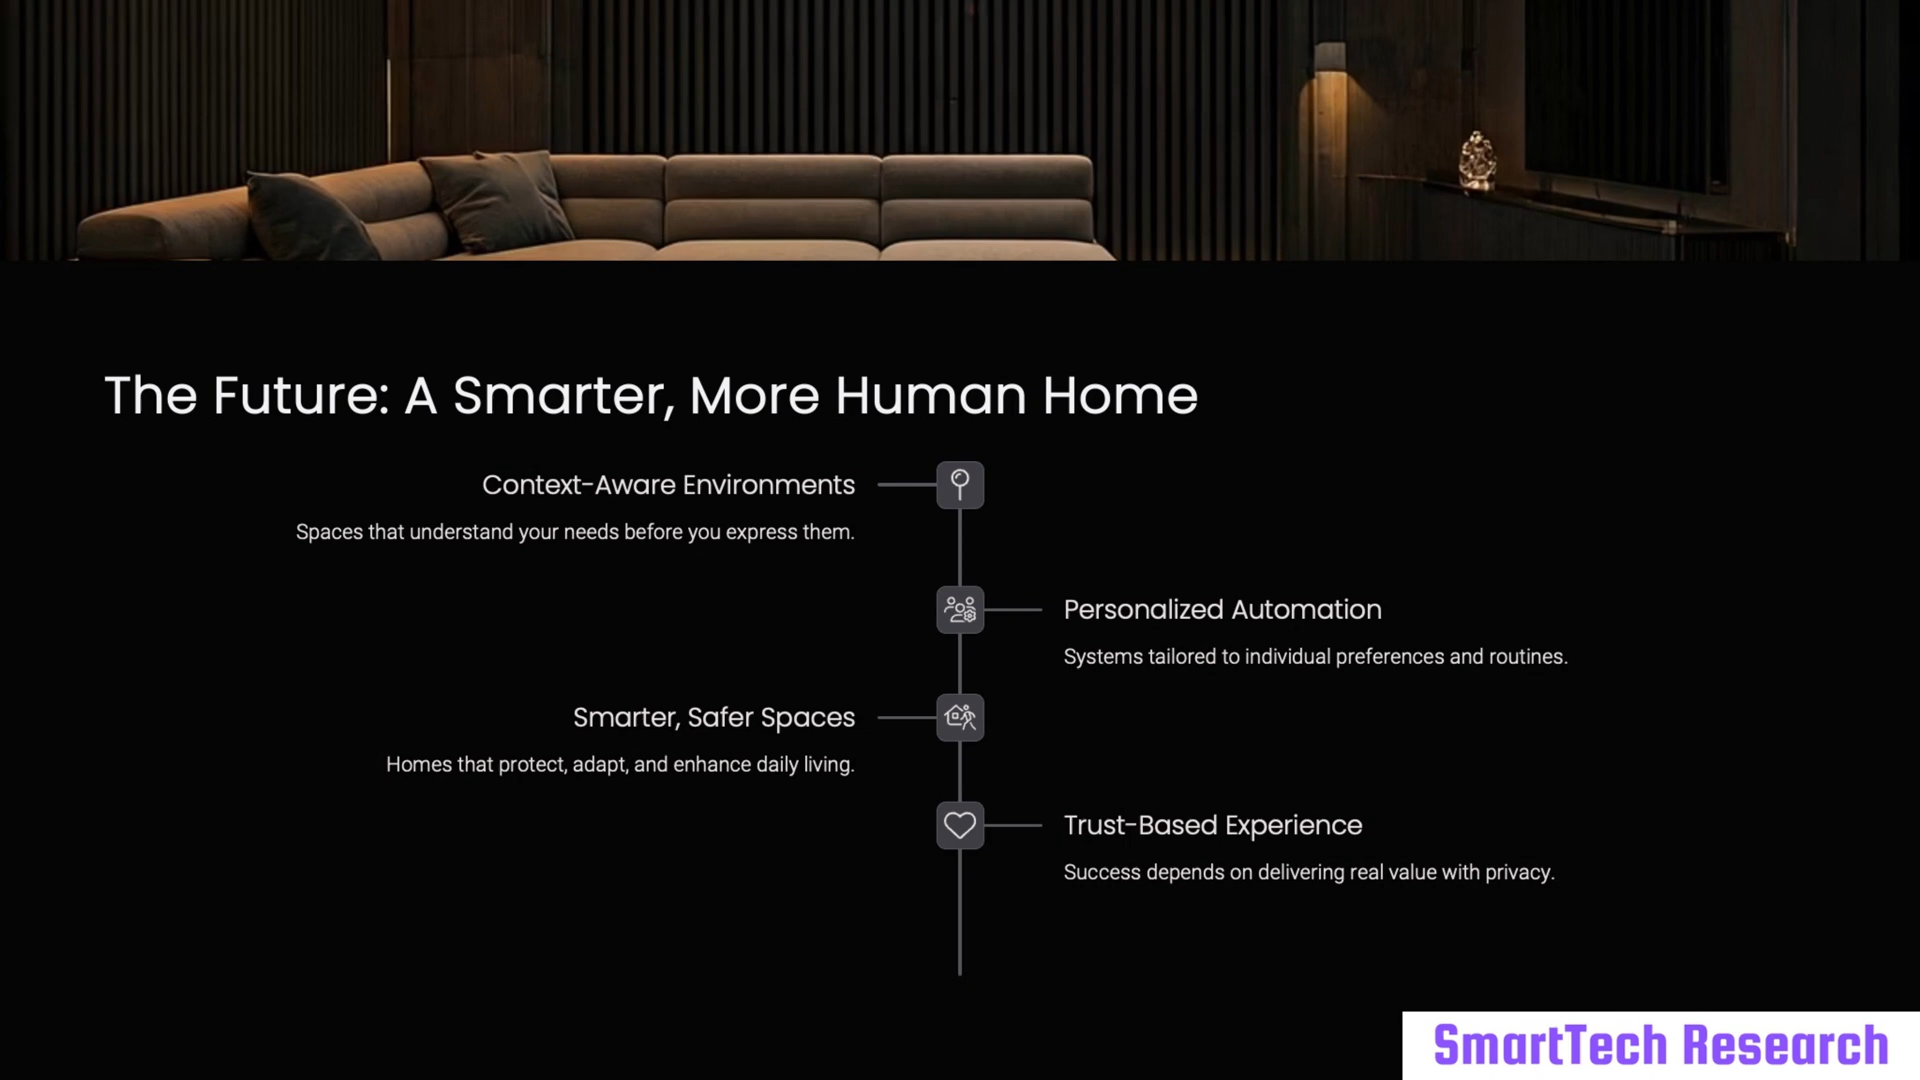 The Future: A Smarter, More Human Home
Context-Aware Environments
Spaces that understand your needs before you express them.
Personalized Automation
Systems tailored to individual preferences and routines.
Smarter, Safer Spaces
Homes that protect, adapt, and enhance daily living.
Trust-Based Experience
Success depends on delivering real value with privacy.
SmartTech Research